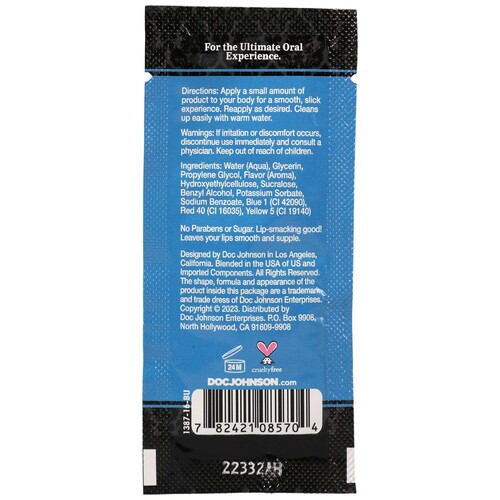 For the Ultimate Oral
Experience.
Directions: Apply a small amount of
product to your body for a smooth, slick
experience. Reapply as desired. Cleans
up easily with warm water.
Warnings: If irritation or discomfort occurs,
discontinue use immediately and consult a
physician. Keep out of reach of children.
Ingredients: Water (Aqua), Glycerin,
Propylene Glycol, Flavor (Aroma),
Hydroxyethylcellulose, Sucralose,
Benzyl Alcohol, Potassium Sorbate,
Sodium Benzoate, Blue 1 (CI 42090),
Red 40 (CI 16035), Yellow 5 (CI 19140)
No Parabens or Sugar. Lip-smacking good!
Leaves your lips smooth and supple.
Designed by Doc Johnson in Los Angeles,
California. Blended in the USA of US and
Imported Components. All Rights Reserved.
The shape, formula and appearance of the
product inside this package are a trademark
and trade dress of Doc Johnson Enterprises.
Copyright © 2023. Distributed by
Doc Johnson Enterprises. P.O. Box 9908,
North Hollywood, CA 91609-9908
24M
crueltyfree
DOCJOHNSON.com
1387-16-BU
7 82421 08570 4
22332AH